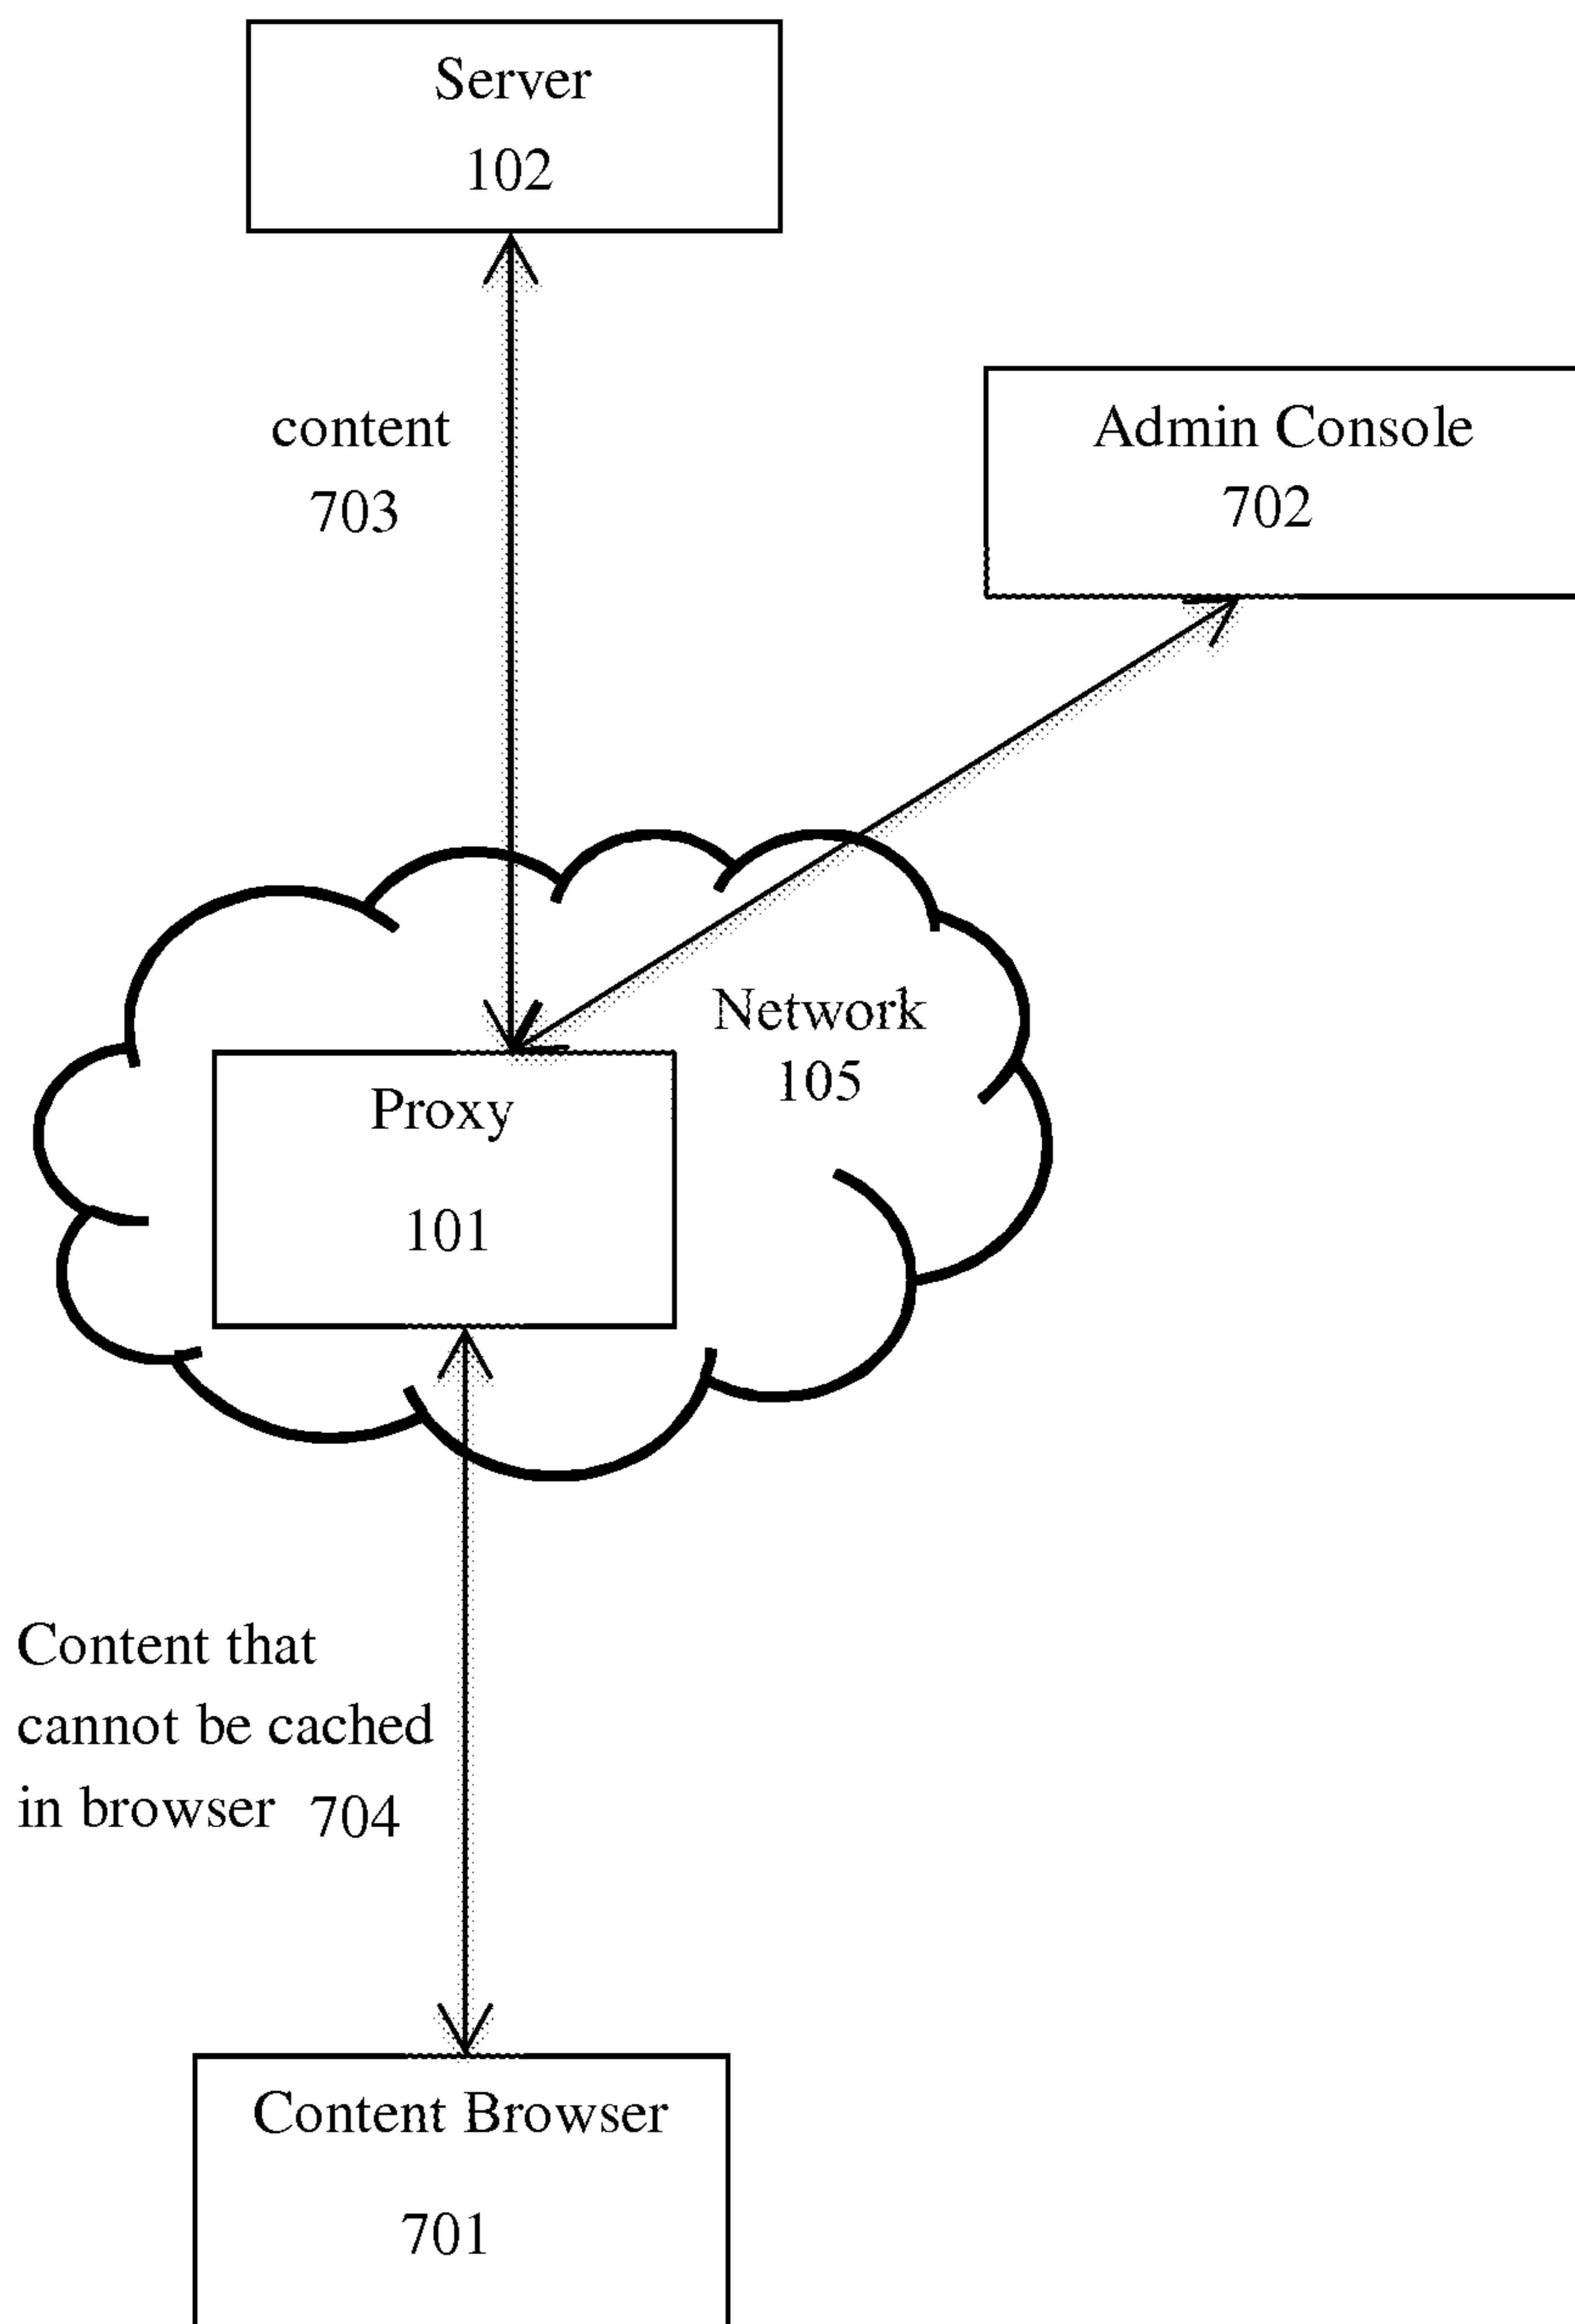 Server
102
content
703
Admin Console
702
Network
105
Proxy
101
Content that
cannot be cached
in browser 704
Content Browser
701